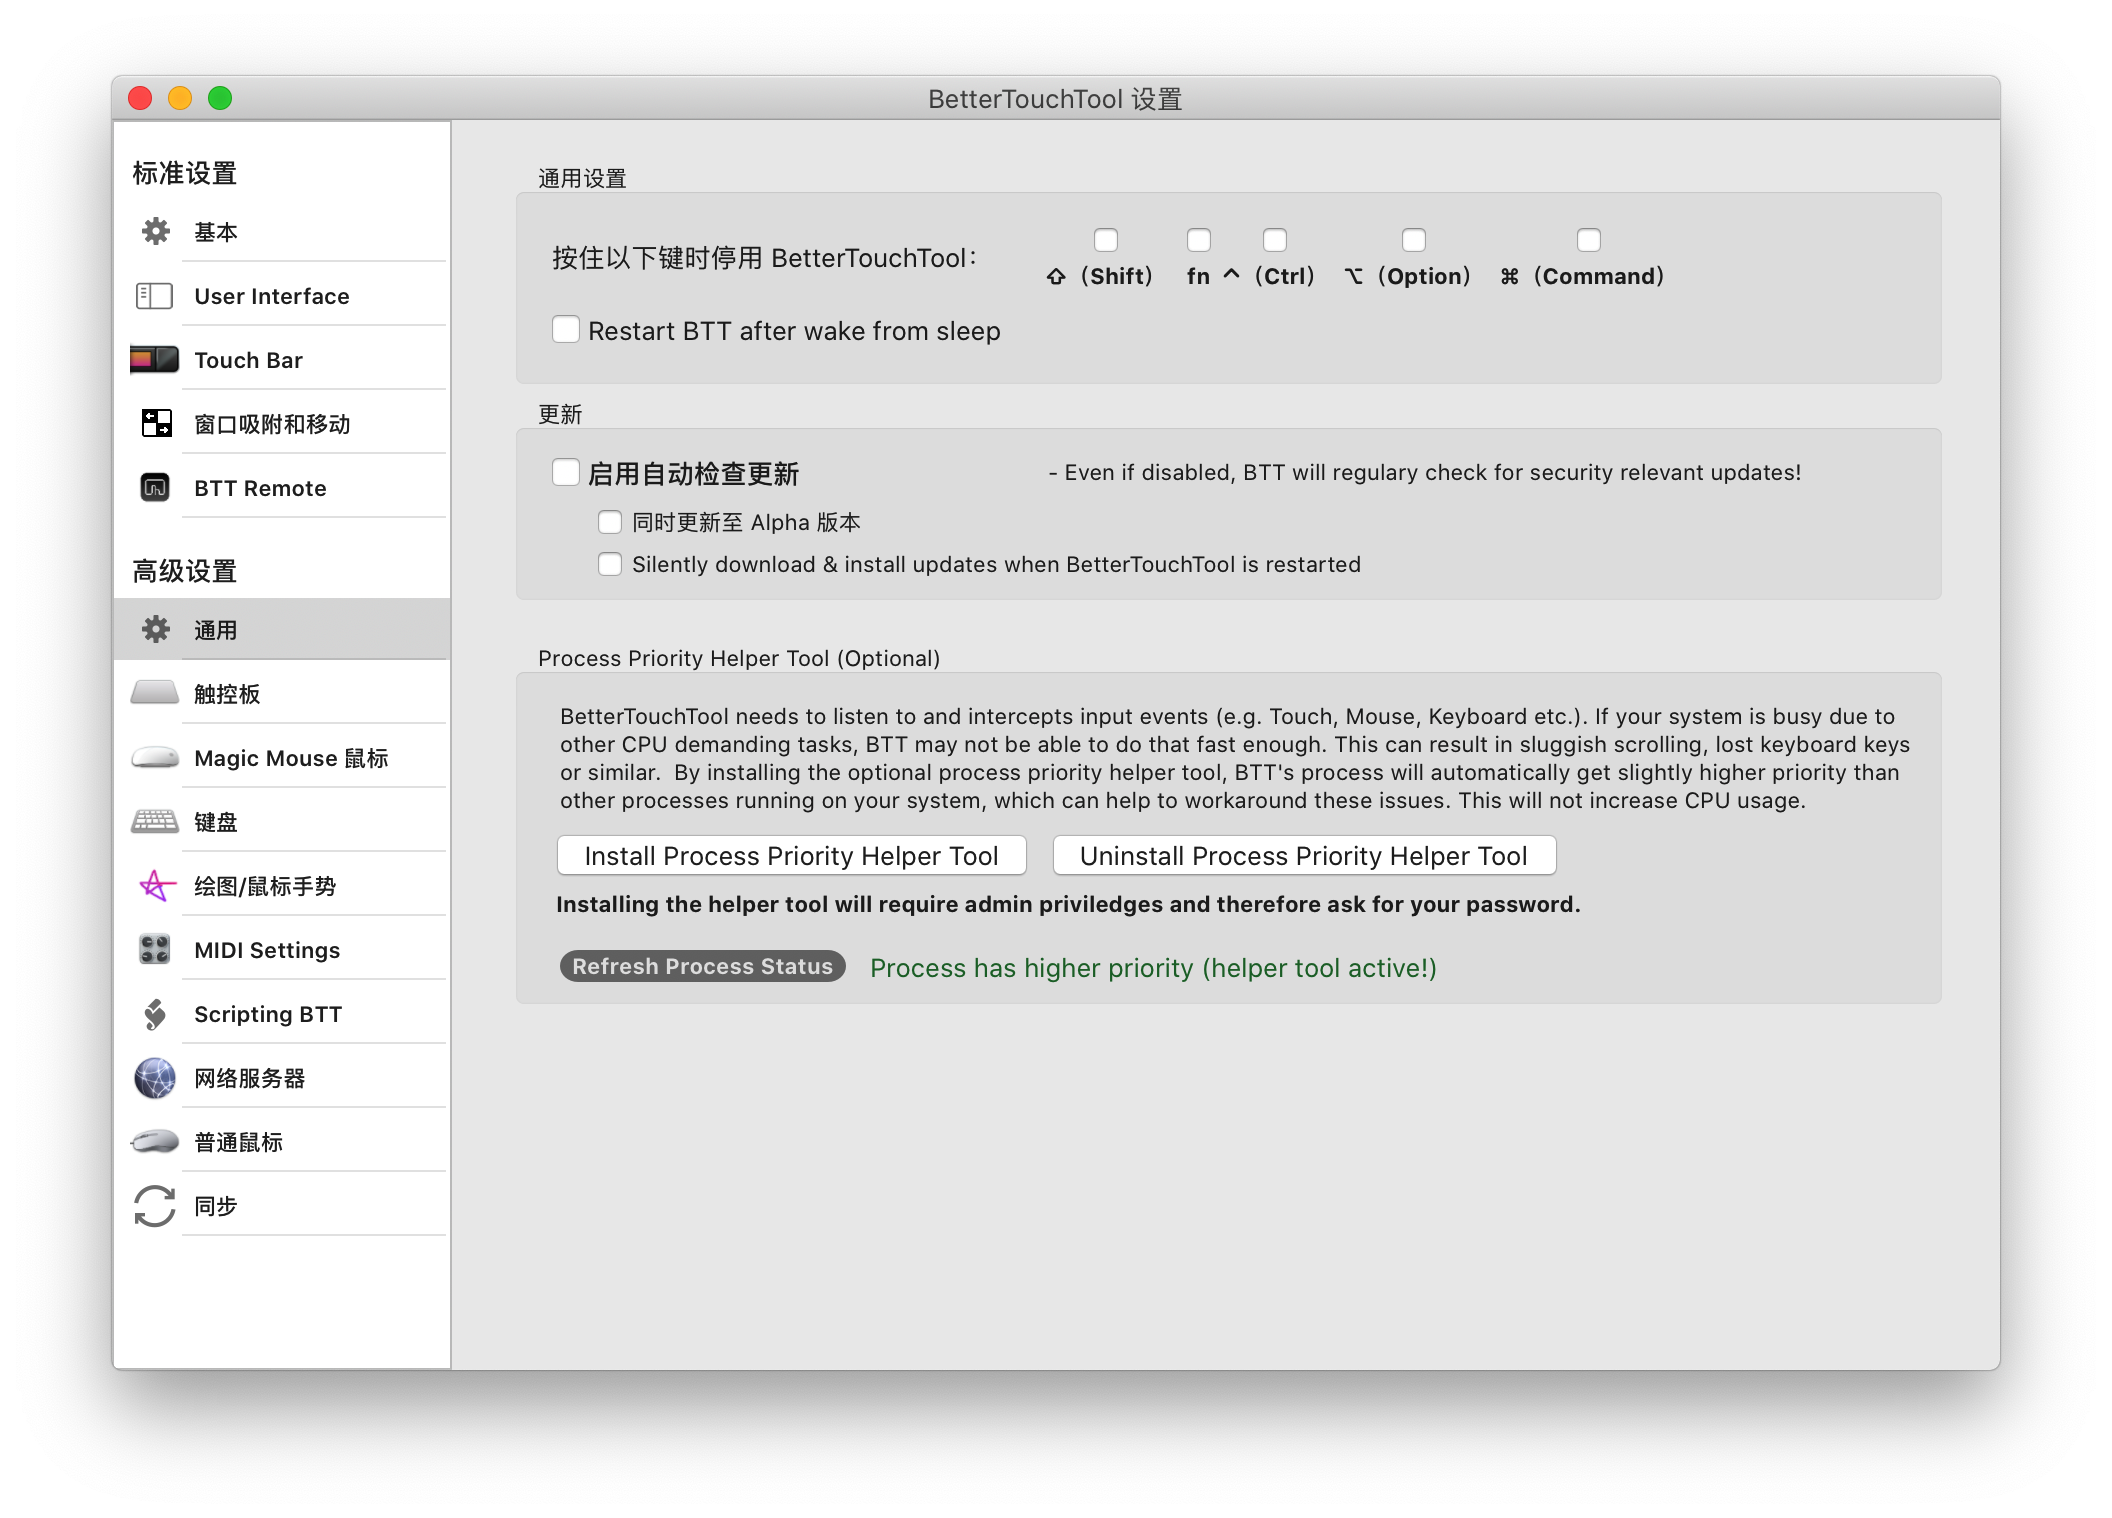 BetterTouchTool 设置
标准设置
基本
User Interface
Touch Bar
窗口吸附和移动
BTT Remote
高级设置
通用
触控板
Magic Mouse 鼠标
键盘
绘图/鼠标手势
MIDI Settings
Scripting BTT
网络服务器
普通鼠标
同步
通用设置
按住以下键时停用 BetterTouchTool:
⇧ (Shift) fn ^ (Ctrl) ⌥ (Option) ⌘ (Command)
Restart BTT after wake from sleep
更新
启用自动检查更新 - Even if disabled, BTT will regulary check for security relevant updates!
同时更新至 Alpha 版本
Silently download & install updates when BetterTouchTool is restarted
Process Priority Helper Tool (Optional)
BetterTouchTool needs to listen to and intercepts input events (e.g. Touch, Mouse, Keyboard etc.). If your system is busy due to
other CPU demanding tasks, BTT may not be able to do that fast enough. This can result in sluggish scrolling, lost keyboard keys
or similar.  By installing the optional process priority helper tool, BTT's process will automatically get slightly higher priority than
other processes running on your system, which can help to workaround these issues. This will not increase CPU usage.
Install Process Priority Helper Tool Uninstall Process Priority Helper Tool
Installing the helper tool will require admin priviledges and therefore ask for your password.
Refresh Process Status Process has higher priority (helper tool active!)